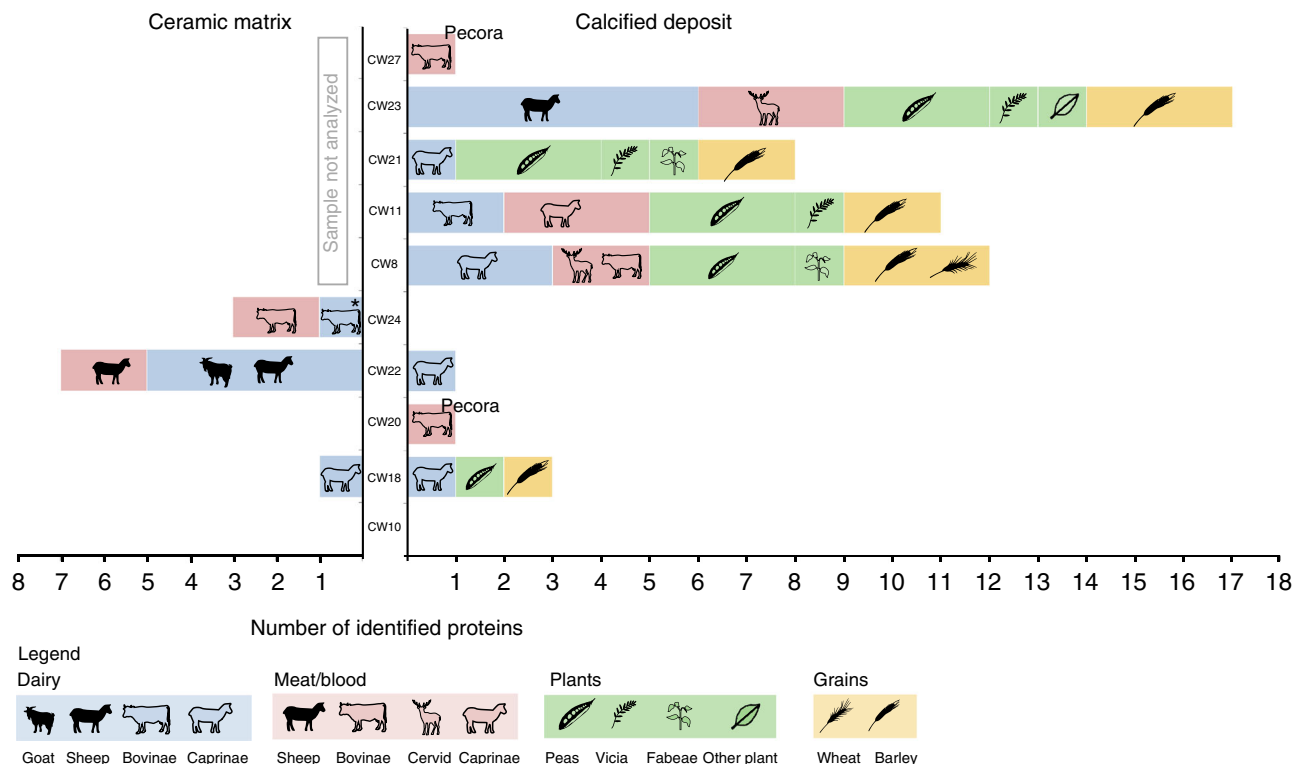 Ceramic matrix
Calcified deposit
Sample not analyzed
Pecora
CW27
CW23
CW21
CW11
CW8
*
CW24
CW22
Pecora
CW20
CW18
CW10
8 7 6 5 4 3 2 1 1 2 3 4 5 6 7 8 9 10 11 12 13 14 15 16 17 18
Number of identified proteins
Legend
Dairy Meat/blood Plants Grains
Goat Sheep Bovinae Caprinae Sheep Bovinae Cervid Caprinae Peas Vicia Fabeae Other plant Wheat Barley